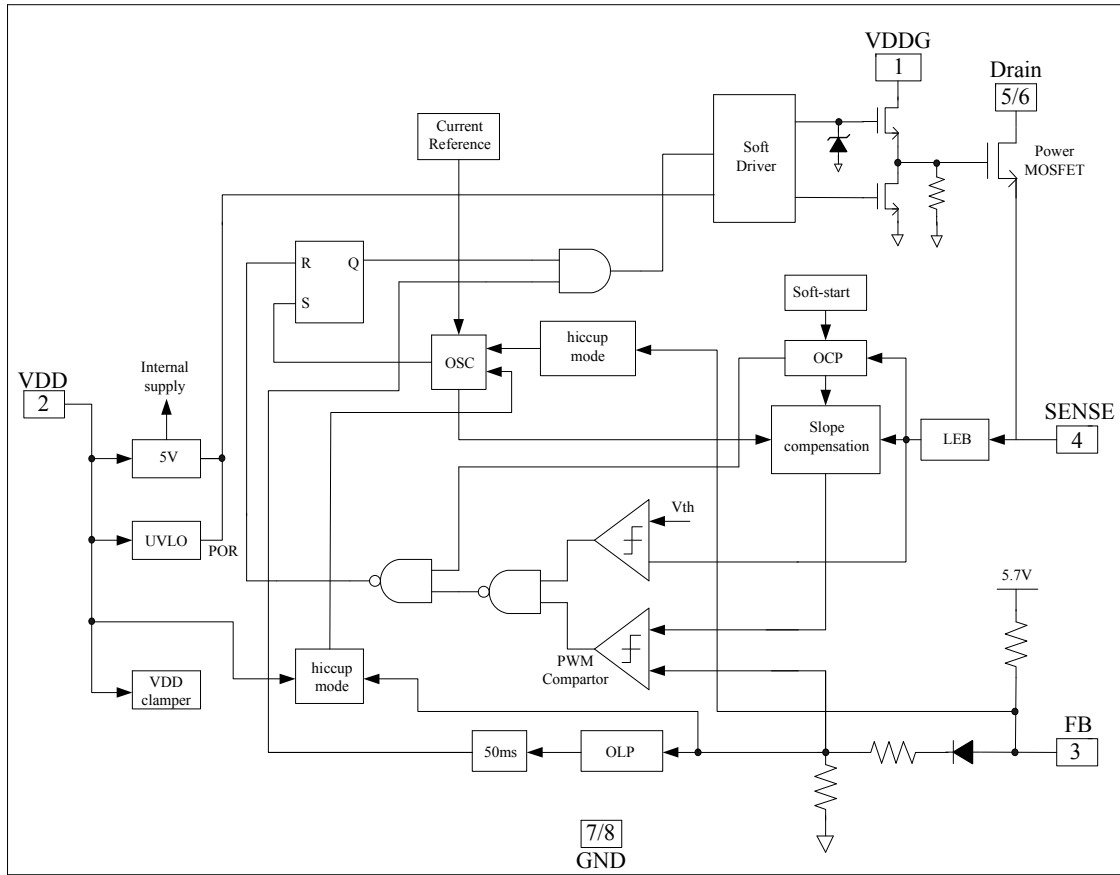 VDDG
1
Drain
5/6
Current
Reference
Soft
Driver
Power
MOSFET
R
Q
S
Soft-start
hiccup
mode
OSC
OCP
VDD
2
Internal
supply
SENSE
4
Slope
compensation
LEB
5V
Vth
UVLO
POR
5.7V
PWM
Compartor
hiccup
mode
VDD
clamper
FB
3
50ms
OLP
7/8
GND